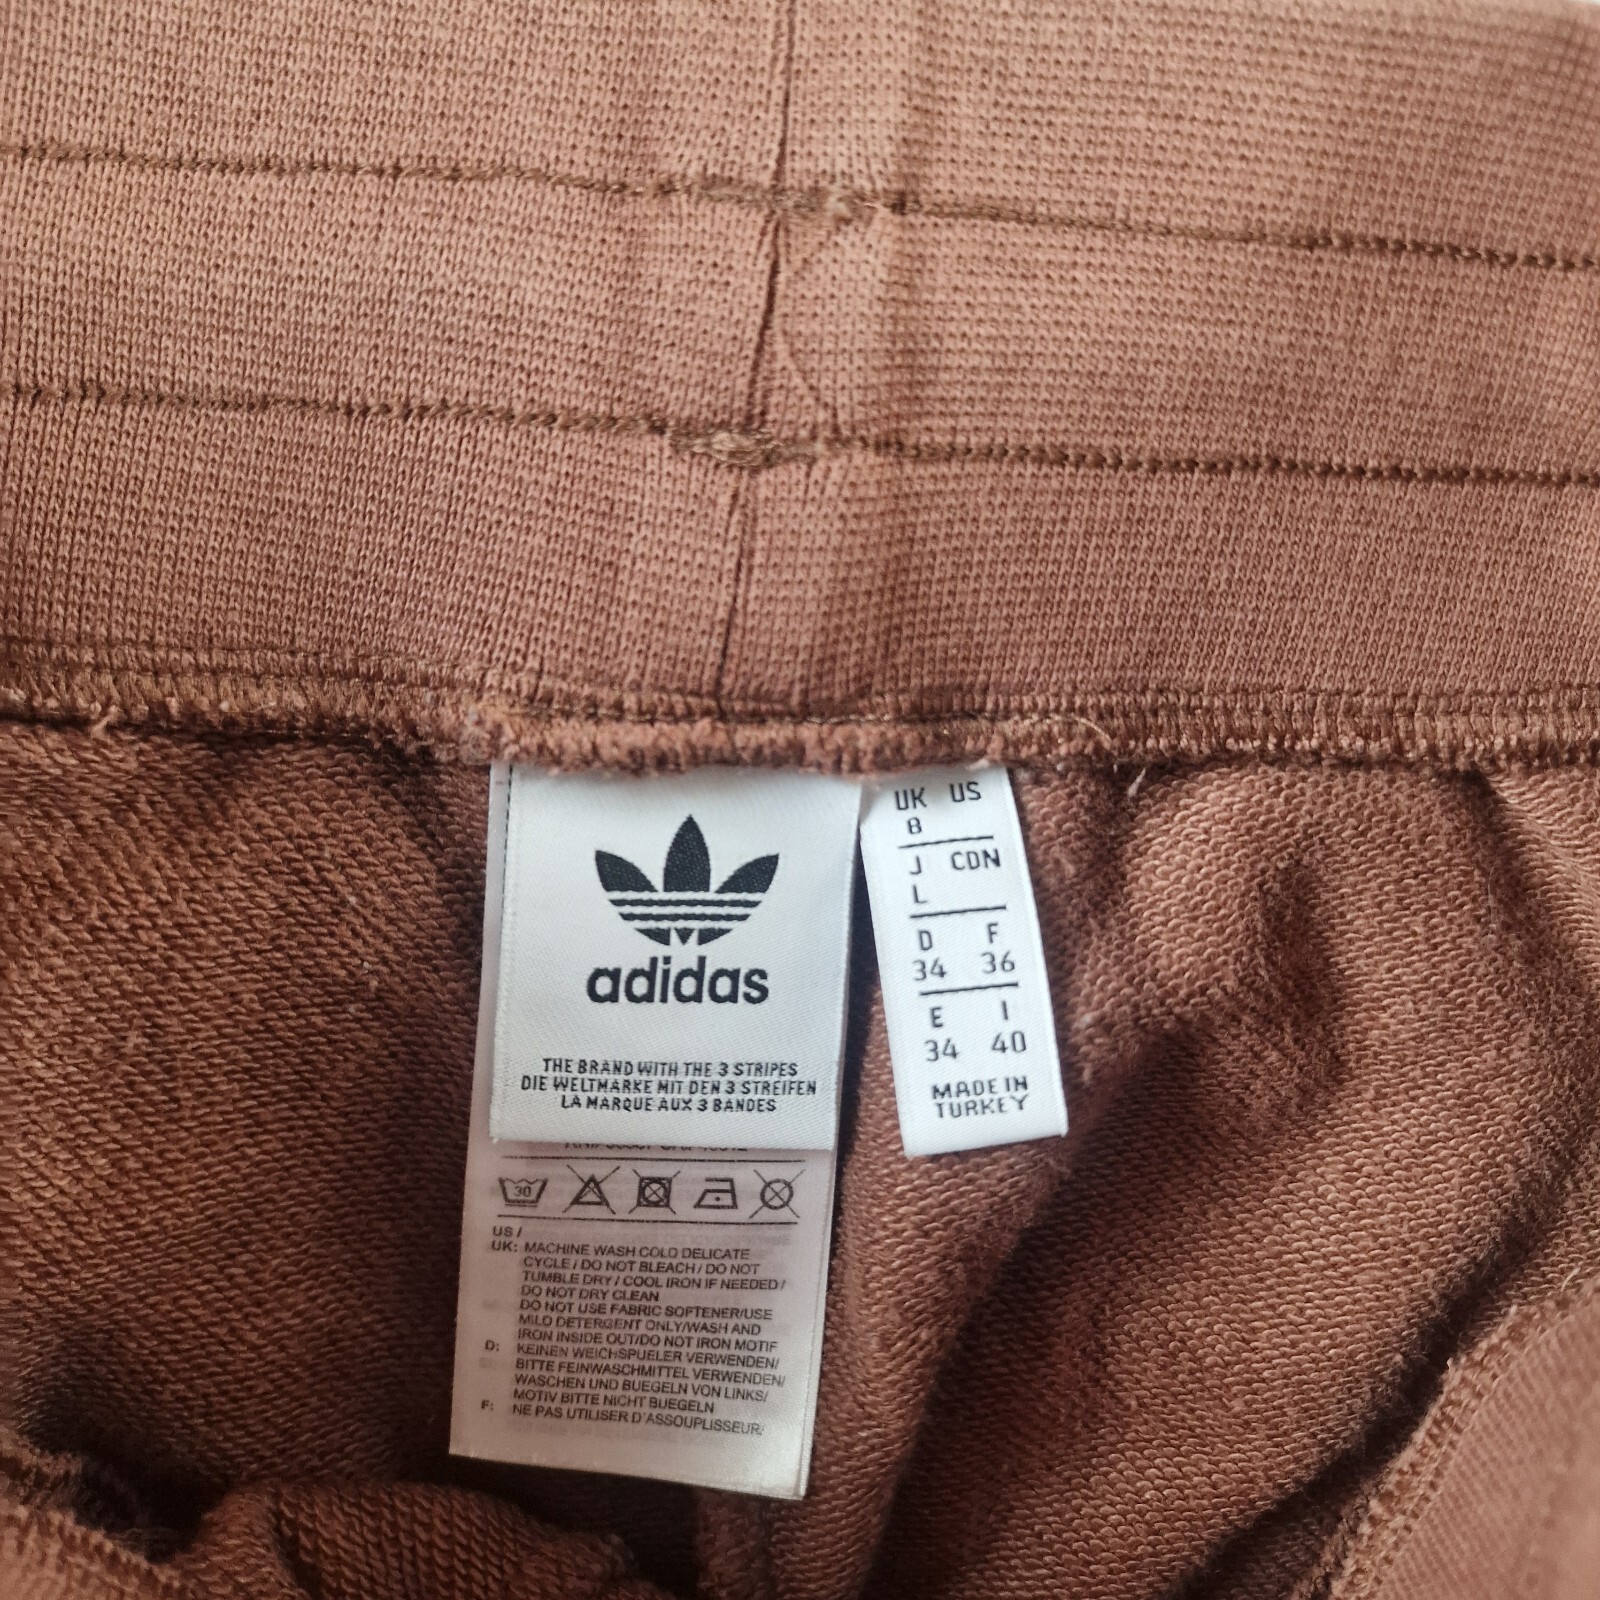 adidas
THE BRAND WITH THE 3 STRIPES
DIE WELTMARKE MIT DEN 3 STREIFEN
LA MARQUE AUX 3 BANDES
30
US /
UK: MACHINE WASH COLD DELICATE
CYCLE / DO NOT BLEACH / DO NOT
TUMBLE DRY / COOL IRON IF NEEDED /
DO NOT DRY CLEAN
DO NOT USE FABRIC SOFTENER/USE
MILD DETERGENT ONLY/WASH AND
IRON INSIDE OUT/DO NOT IRON MOTIF
D: KEINEN WEICHSPUELER VERWENDEN/
BITTE FEINWASCHMITTEL VERWENDEN/
WASCHEN UND BUEGELN VON LINKS/
MOTIV BITTE NICHT BUEGELN
F: NE PAS UTILISER D'ASSOUPLISSEUR/
UK US
8
J CDN
L
D F
34 36
E I
34 40
MADE IN
TURKEY